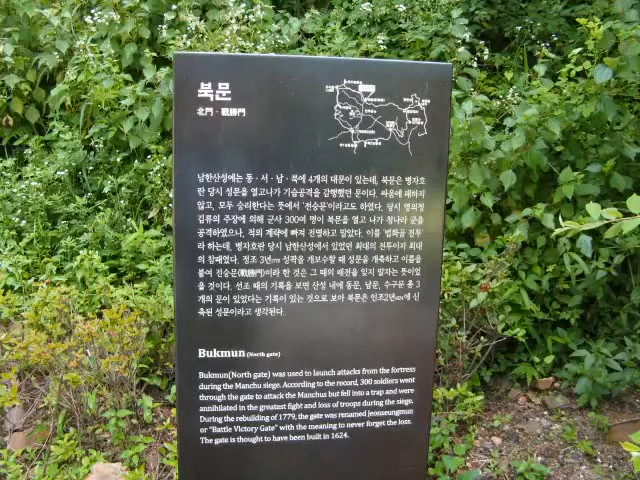 북문
北門 · 戰勝門
남한산성에는 동 · 서 · 남 · 북에 4개의 대문이 있는데, 북문은 병자호
란 당시 성문을 열고나가 기습공격을 감행했던 문이다. 싸움에 패하지
않고, 모두 승리한다는 뜻에서 '전승문'이라고도 하였다. 당시 영의정
김류의 주장에 의해 군사 300여 명이 북문을 열고 나가 청나라 군을
공격하였으나, 적의 계략에 빠져 전멸하고 말았다. 이를 '법화골 전투'
라 하는데, 병자호란 당시 남한산성에서 있었던 최대의 전투이자 최대
의 참패였다. 정조 3년1779 성곽을 개보수할 때 성문을 개축하고 이름을
붙여 전승문(戰勝門)이라 한 것은 그 때의 패전을 잊지 말자는 뜻이었
을 것이다. 선조 때의 기록을 보면 산성 내에 동문, 남문, 수구문 총 3
개의 문이 있었다는 기록이 있는 것으로 보아 북문은 인조2년1624에 신
축된 성문이라고 생각된다.
Bukmun (North gate)
Bukmun(North gate) was used to launch attacks from the fortress
during the Manchu siege. According to the record, 300 soldiers went
through the gate to attack the Manchus but fell into a trap and were
annihilated in the greatest fight and loss of troops during the siege.
During the rebuilding of 1779, the gate was renamed Jeonseungmun
or "Battle Victory Gate" with the meaning to never forget the loss.
The gate is thought to have been built in 1624.